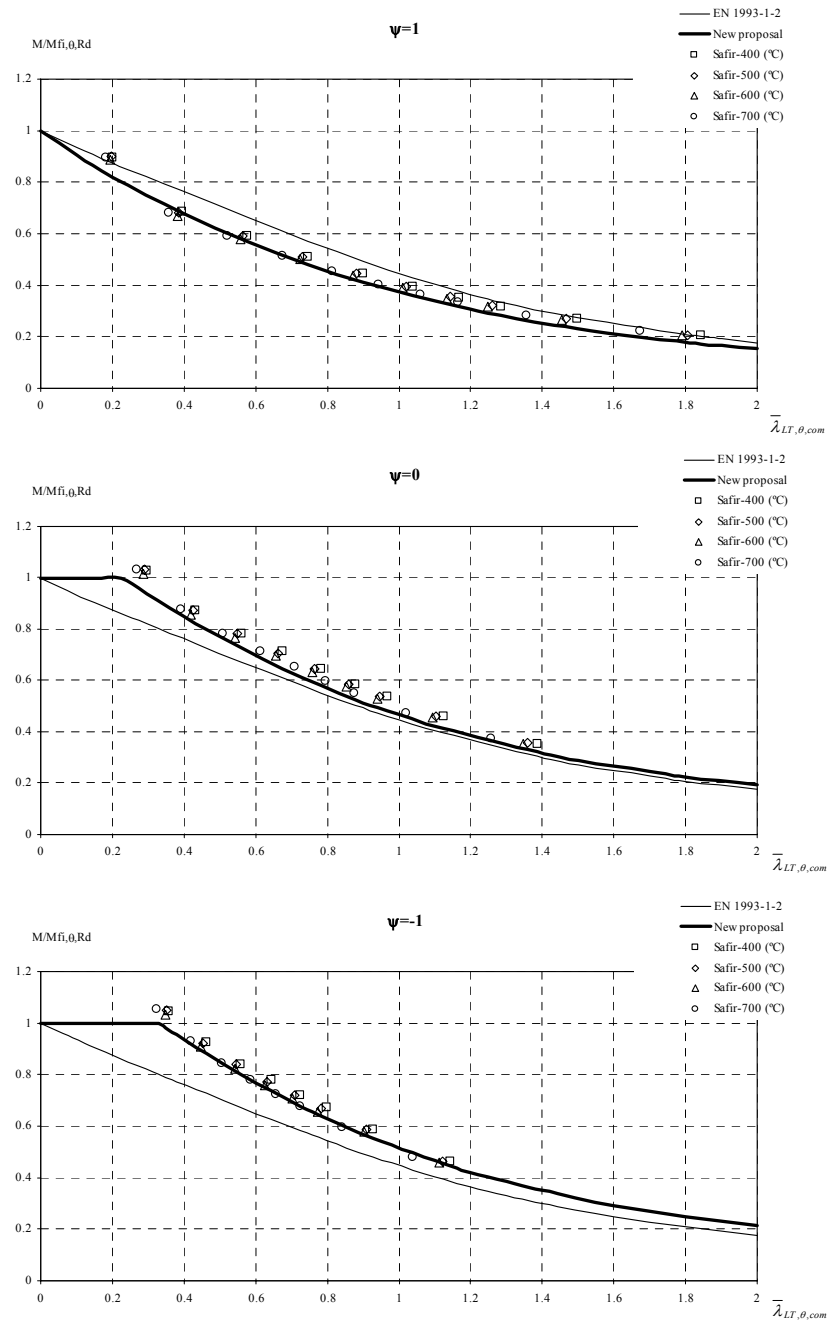 ψ=1
M/Mfi,θ,Rd
EN 1993-1-2
New proposal
Safir-400 (ºC)
Safir-500 (ºC)
Safir-600 (ºC)
Safir-700 (ºC)
1.2
1
0.8
0.6
0.4
0.2
0
0 0.2 0.4 0.6 0.8 1 1.2 1.4 1.6 1.8 2
λ̅LT,θ,com
ψ=0
M/Mfi,θ,Rd
EN 1993-1-2
New proposal
Safir-400 (ºC)
Safir-500 (ºC)
Safir-600 (ºC)
Safir-700 (ºC)
1.2
1
0.8
0.6
0.4
0.2
0
0 0.2 0.4 0.6 0.8 1 1.2 1.4 1.6 1.8 2
λ̅LT,θ,com
ψ=-1
M/Mfi,θ,Rd
EN 1993-1-2
New proposal
Safir-400 (ºC)
Safir-500 (ºC)
Safir-600 (ºC)
Safir-700 (ºC)
1.2
1
0.8
0.6
0.4
0.2
0
0 0.2 0.4 0.6 0.8 1 1.2 1.4 1.6 1.8 2
λ̅LT,θ,com